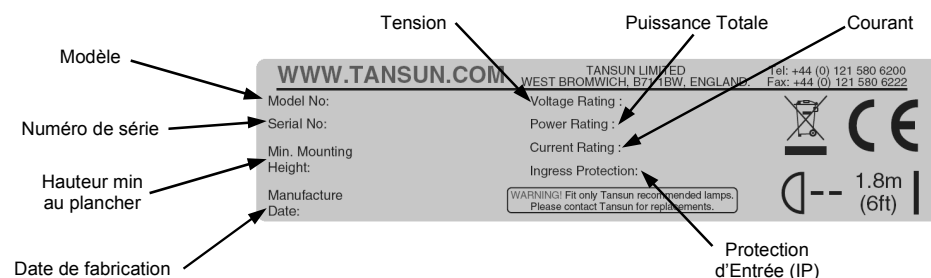 Tension
Puissance Totale
Courant
Modèle
WWW.TANSUN.COM
TANSUN LIMITED
WEST BROMWICH, B71 1BW, ENGLAND.
Tel: +44 (0) 121 580 6200
Fax: +44 (0) 121 580 6222
Model No:
Voltage Rating :
Numéro de série
Serial No:
Power Rating :
Min. Mounting
Height:
Current Rating :
Hauteur min
au plancher
Ingress Protection:
Manufacture
Date:
WARNING! Fit only Tansun recommended lamps.
Please contact Tansun for replacements.
CE
1.8m
(6ft)
Date de fabrication
Protection
d'Entrée (IP)